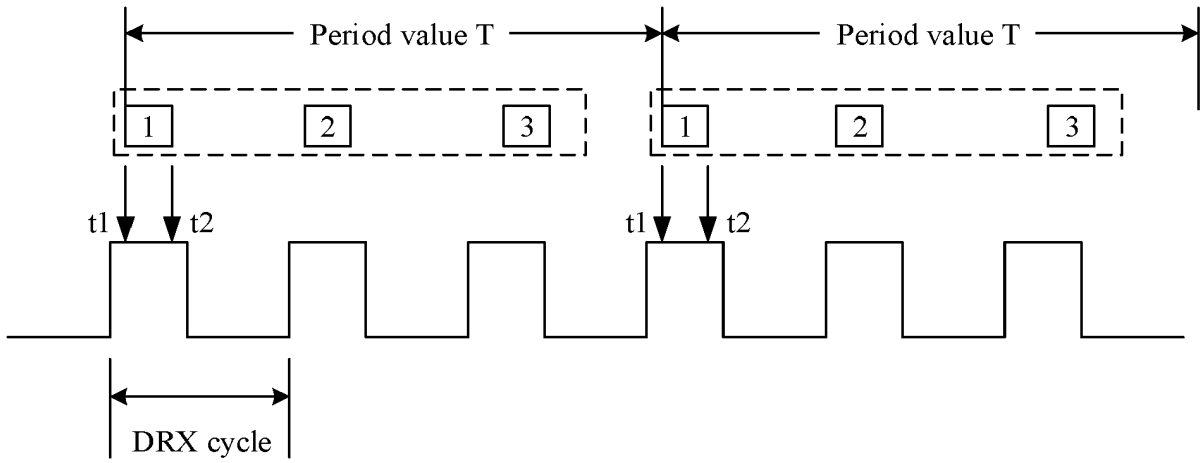 Period value T Period value T
1 2 3 1 2 3
t1 t2 t1 t2
DRX cycle